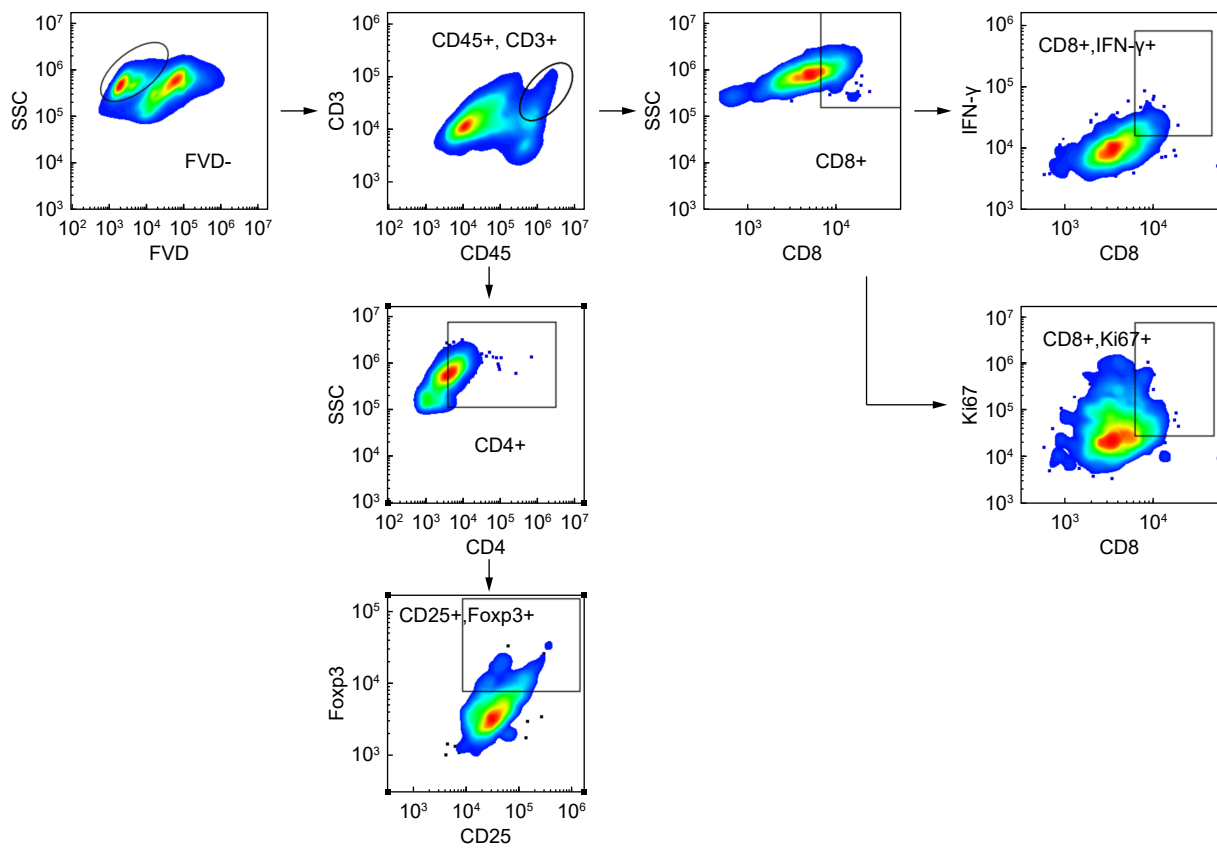 10⁷
10⁶
10⁵
10⁴
10³
SSC
FVD-
10² 10³ 10⁴ 10⁵ 10⁶ 10⁷
FVD
10⁶
10⁵
10⁴
10³
CD3
CD45+, CD3+
10² 10³ 10⁴ 10⁵ 10⁶ 10⁷
CD45
10⁷
10⁶
10⁵
10⁴
10³
SSC
CD8+
10³ 10⁴
CD8
10⁶
10⁵
10⁴
10³
IFN-γ
CD8+,IFN-γ+
10³ 10⁴
CD8
10⁷
10⁶
10⁵
10⁴
10³
SSC
CD4+
10² 10³ 10⁴ 10⁵ 10⁶ 10⁷
CD4
10⁷
10⁶
10⁵
10⁴
10³
Ki67
CD8+,Ki67+
10³ 10⁴
CD8
10⁵
10⁴
10³
Foxp3
CD25+,Foxp3+
10³ 10⁴ 10⁵ 10⁶
CD25